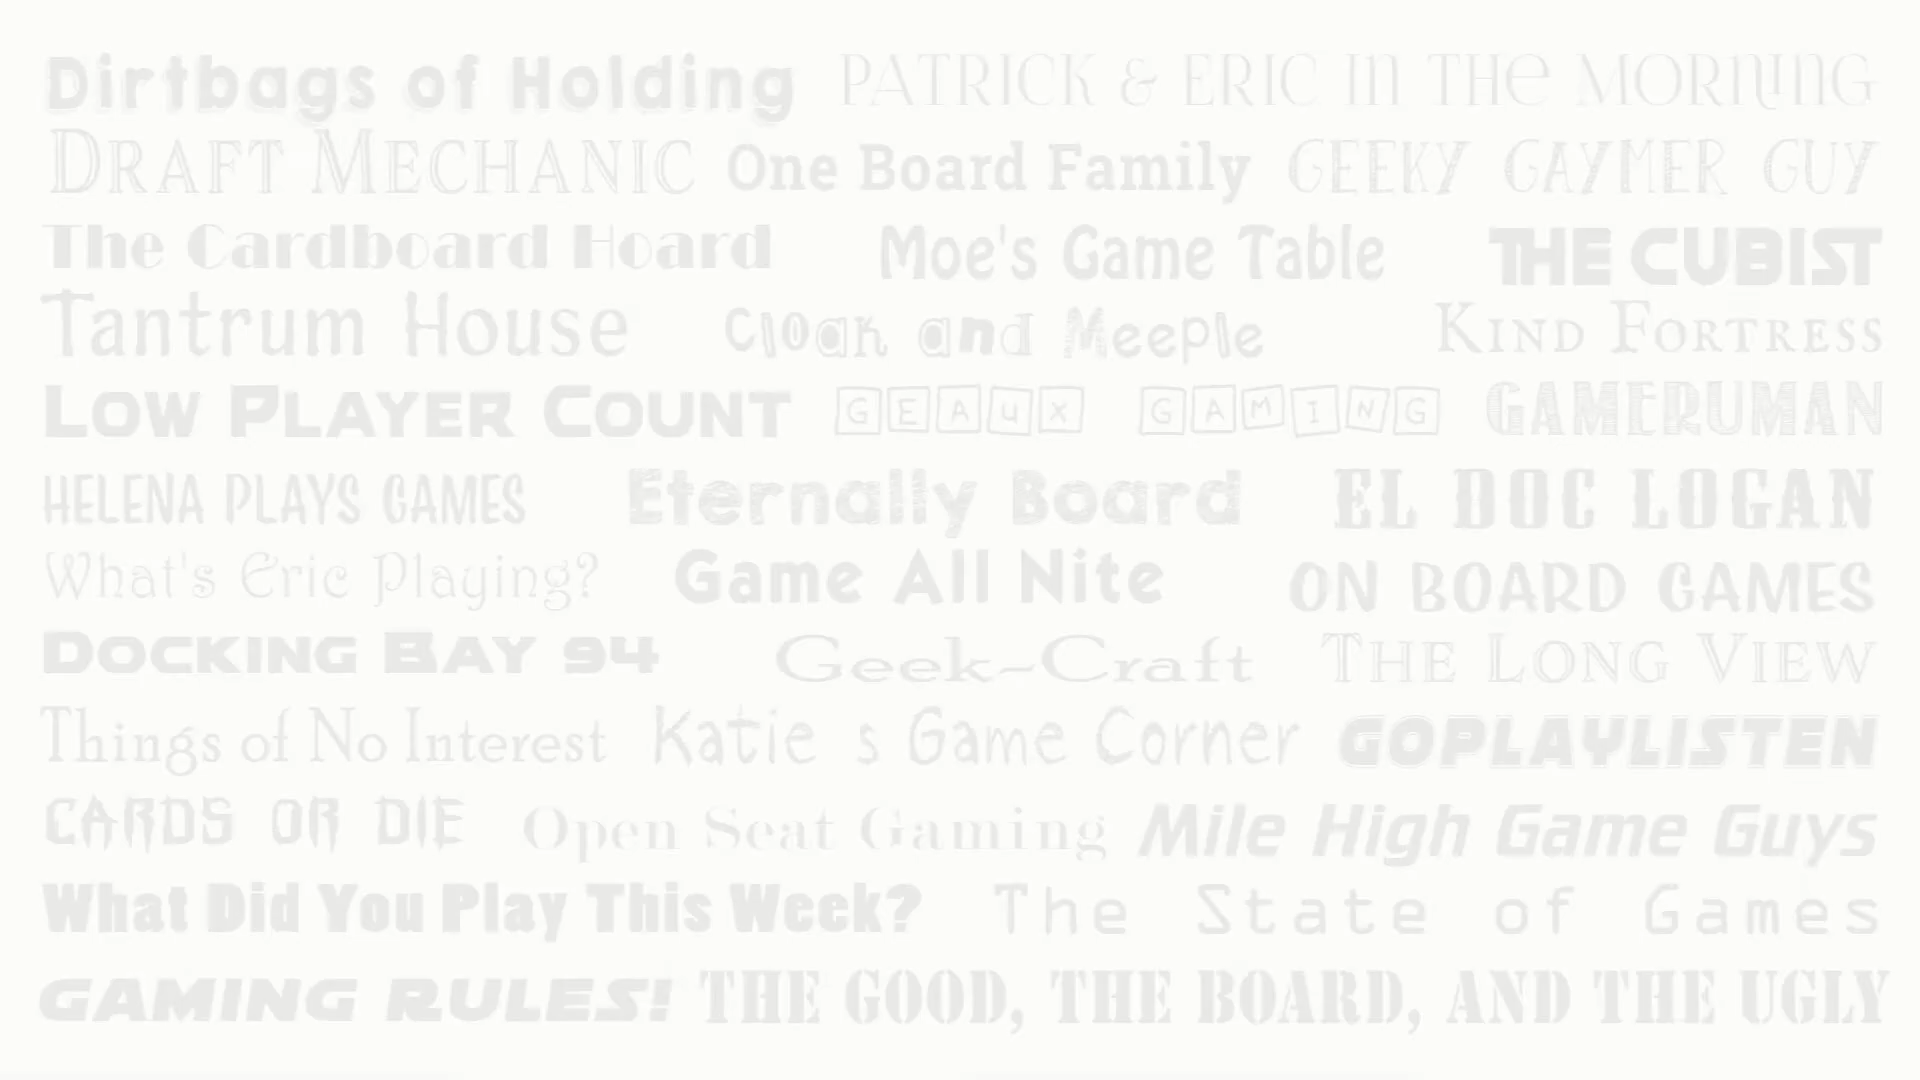 Dirtbags of Holding PATRICK & ERIC In THe MORnInG
DRAFT MECHANIC One Board Family GEEKY GAYMER GUY
The Cardboard Hoard Moe's Game Table THE CUBIST
Tantrum House Cloak and Meeple KIND FORTRESS
LOW PLAYER COUNT GEAUX GAMING GAMERUMAN
HELENA PLAYS GAMES Eternally Board EL DOC LOGAN
What's Eric Playing? Game All Nite ON BOARD GAMES
DOCKING BAY 94 Geek-Craft THE LONG VIEW
Things of No Interest Katie s Game Corner GOPLAYLISTEN
CARDS OR DIE Open Seat Gaming Mile High Game Guys
What Did You Play This Week? The State of Games
GAMING RULES! THE GOOD, THE BOARD, AND THE UGLY